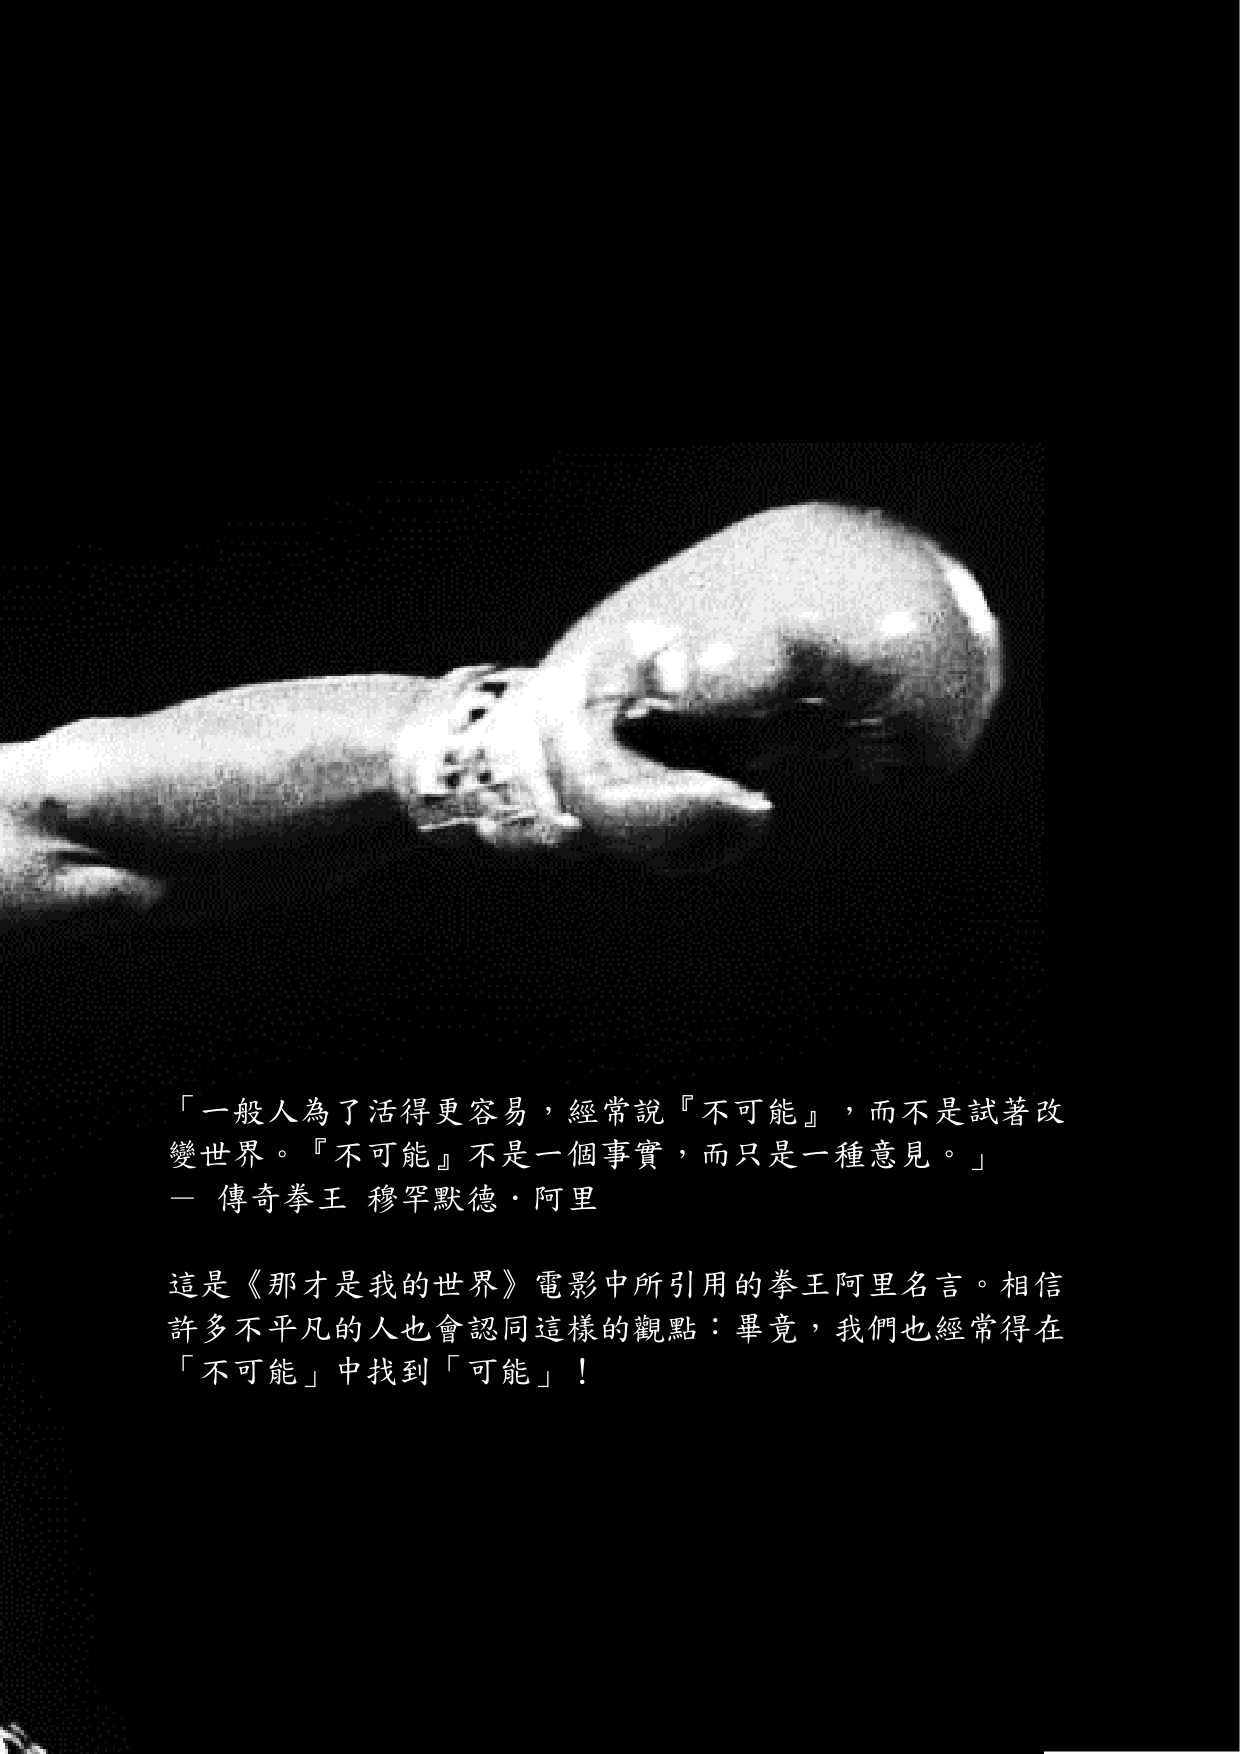 「一般人為了活得更容易，經常說『不可能』，而不是試著改
變世界。『不可能』不是一個事實，而只是一種意見。」
— 傳奇拳王 穆罕默德．阿里
這是《那才是我的世界》電影中所引用的拳王阿里名言。相信
許多不平凡的人也會認同這樣的觀點：畢竟，我們也經常得在
「不可能」中找到「可能」！